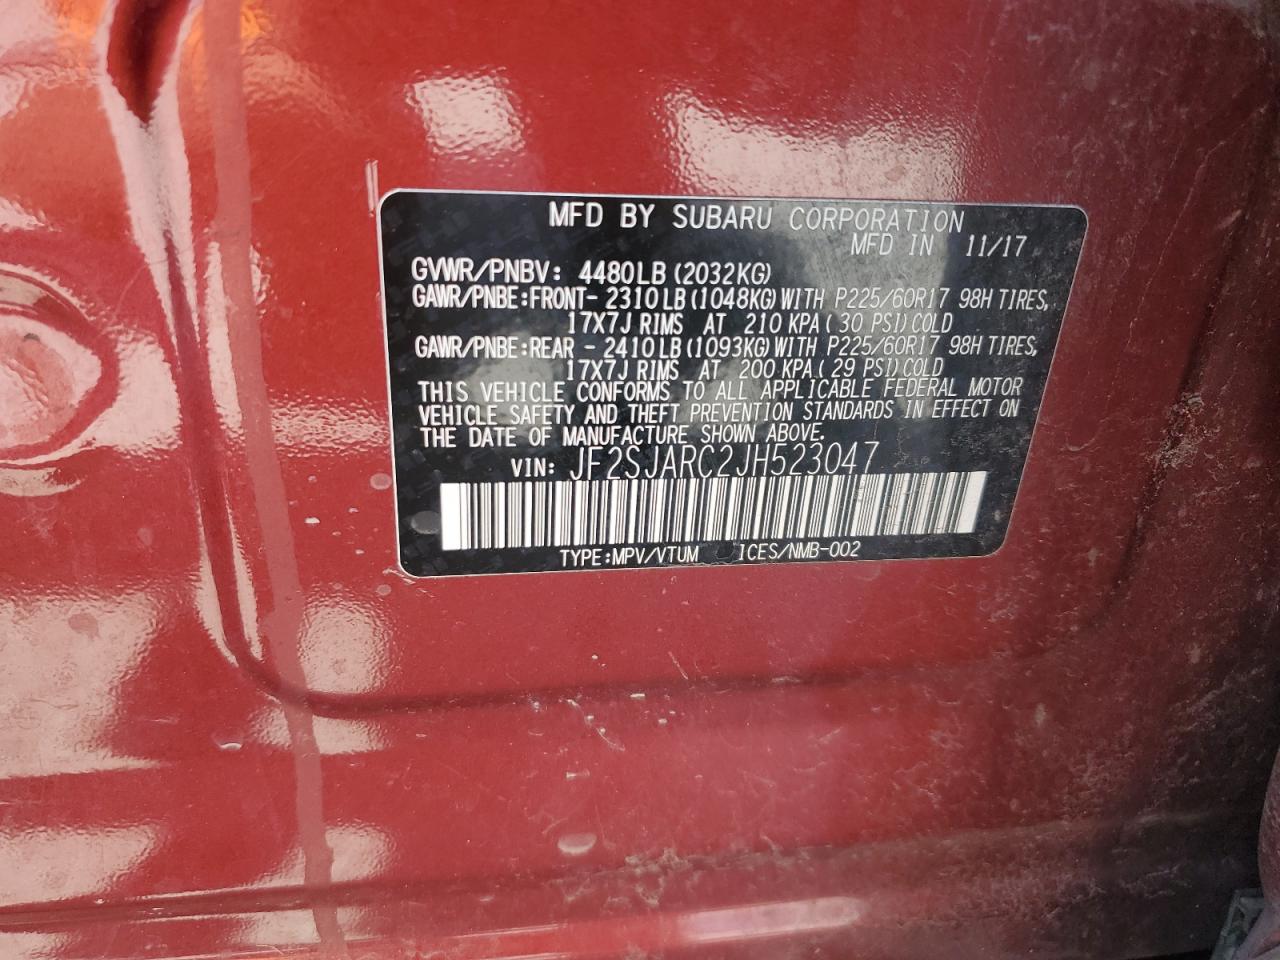 MFD BY SUBARU CORPORATION
MFD IN 11/17
GVWR/PNBV: 4480LB (2032KG)
GAWR/PNBE:FRONT- 2310LB (1048KG) WITH P225/60R17 98H TIRES,
17X7J RIMS AT 210 KPA ( 30 PSI) COLD
GAWR/PNBE:REAR - 2410LB (1093KG) WITH P225/60R17 98H TIRES,
17X7J RIMS AT 200 KPA ( 29 PSI) COLD
THIS VEHICLE CONFORMS TO ALL APPLICABLE FEDERAL MOTOR
VEHICLE SAFETY AND THEFT PREVENTION STANDARDS IN EFFECT ON
THE DATE OF MANUFACTURE SHOWN ABOVE.
VIN: JF2SJARC2JH523047
TYPE:MPV/VTUM ICES/NMB-002